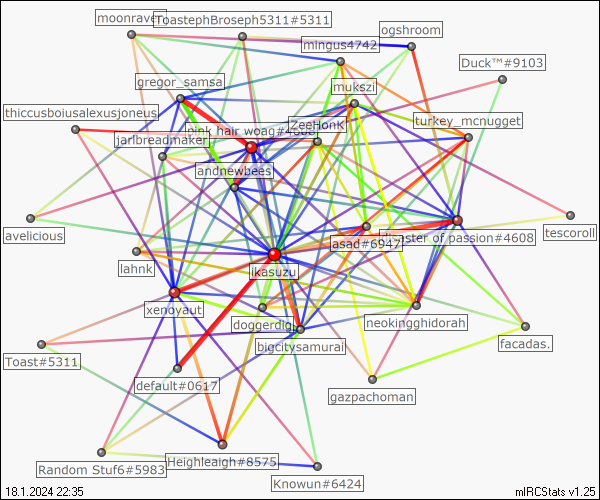 moonraven
ToastephBroseph5311#5311
ogshroom
mingus4742
Duck™#9103
gregor_samsa
mukszi
thiccusboiusalexusjoneus
turkey_mcnugget
pink hair woag#4808
ZeeHonk
jarlbreadmaker
andnewbees
avelicious
tescoroll
of passion#4608
asad#6947
lahnk
ikasuzu
xenoyaut
doggerdig
neokingghidorah
bigcitysamurai
facadas.
Toast#5311
default#0617
gazpachoman
Random Stuf6#5983
Heighleaigh#8575
Knowun#6424
18.1.2024 22:35
mIRCStats v1.25